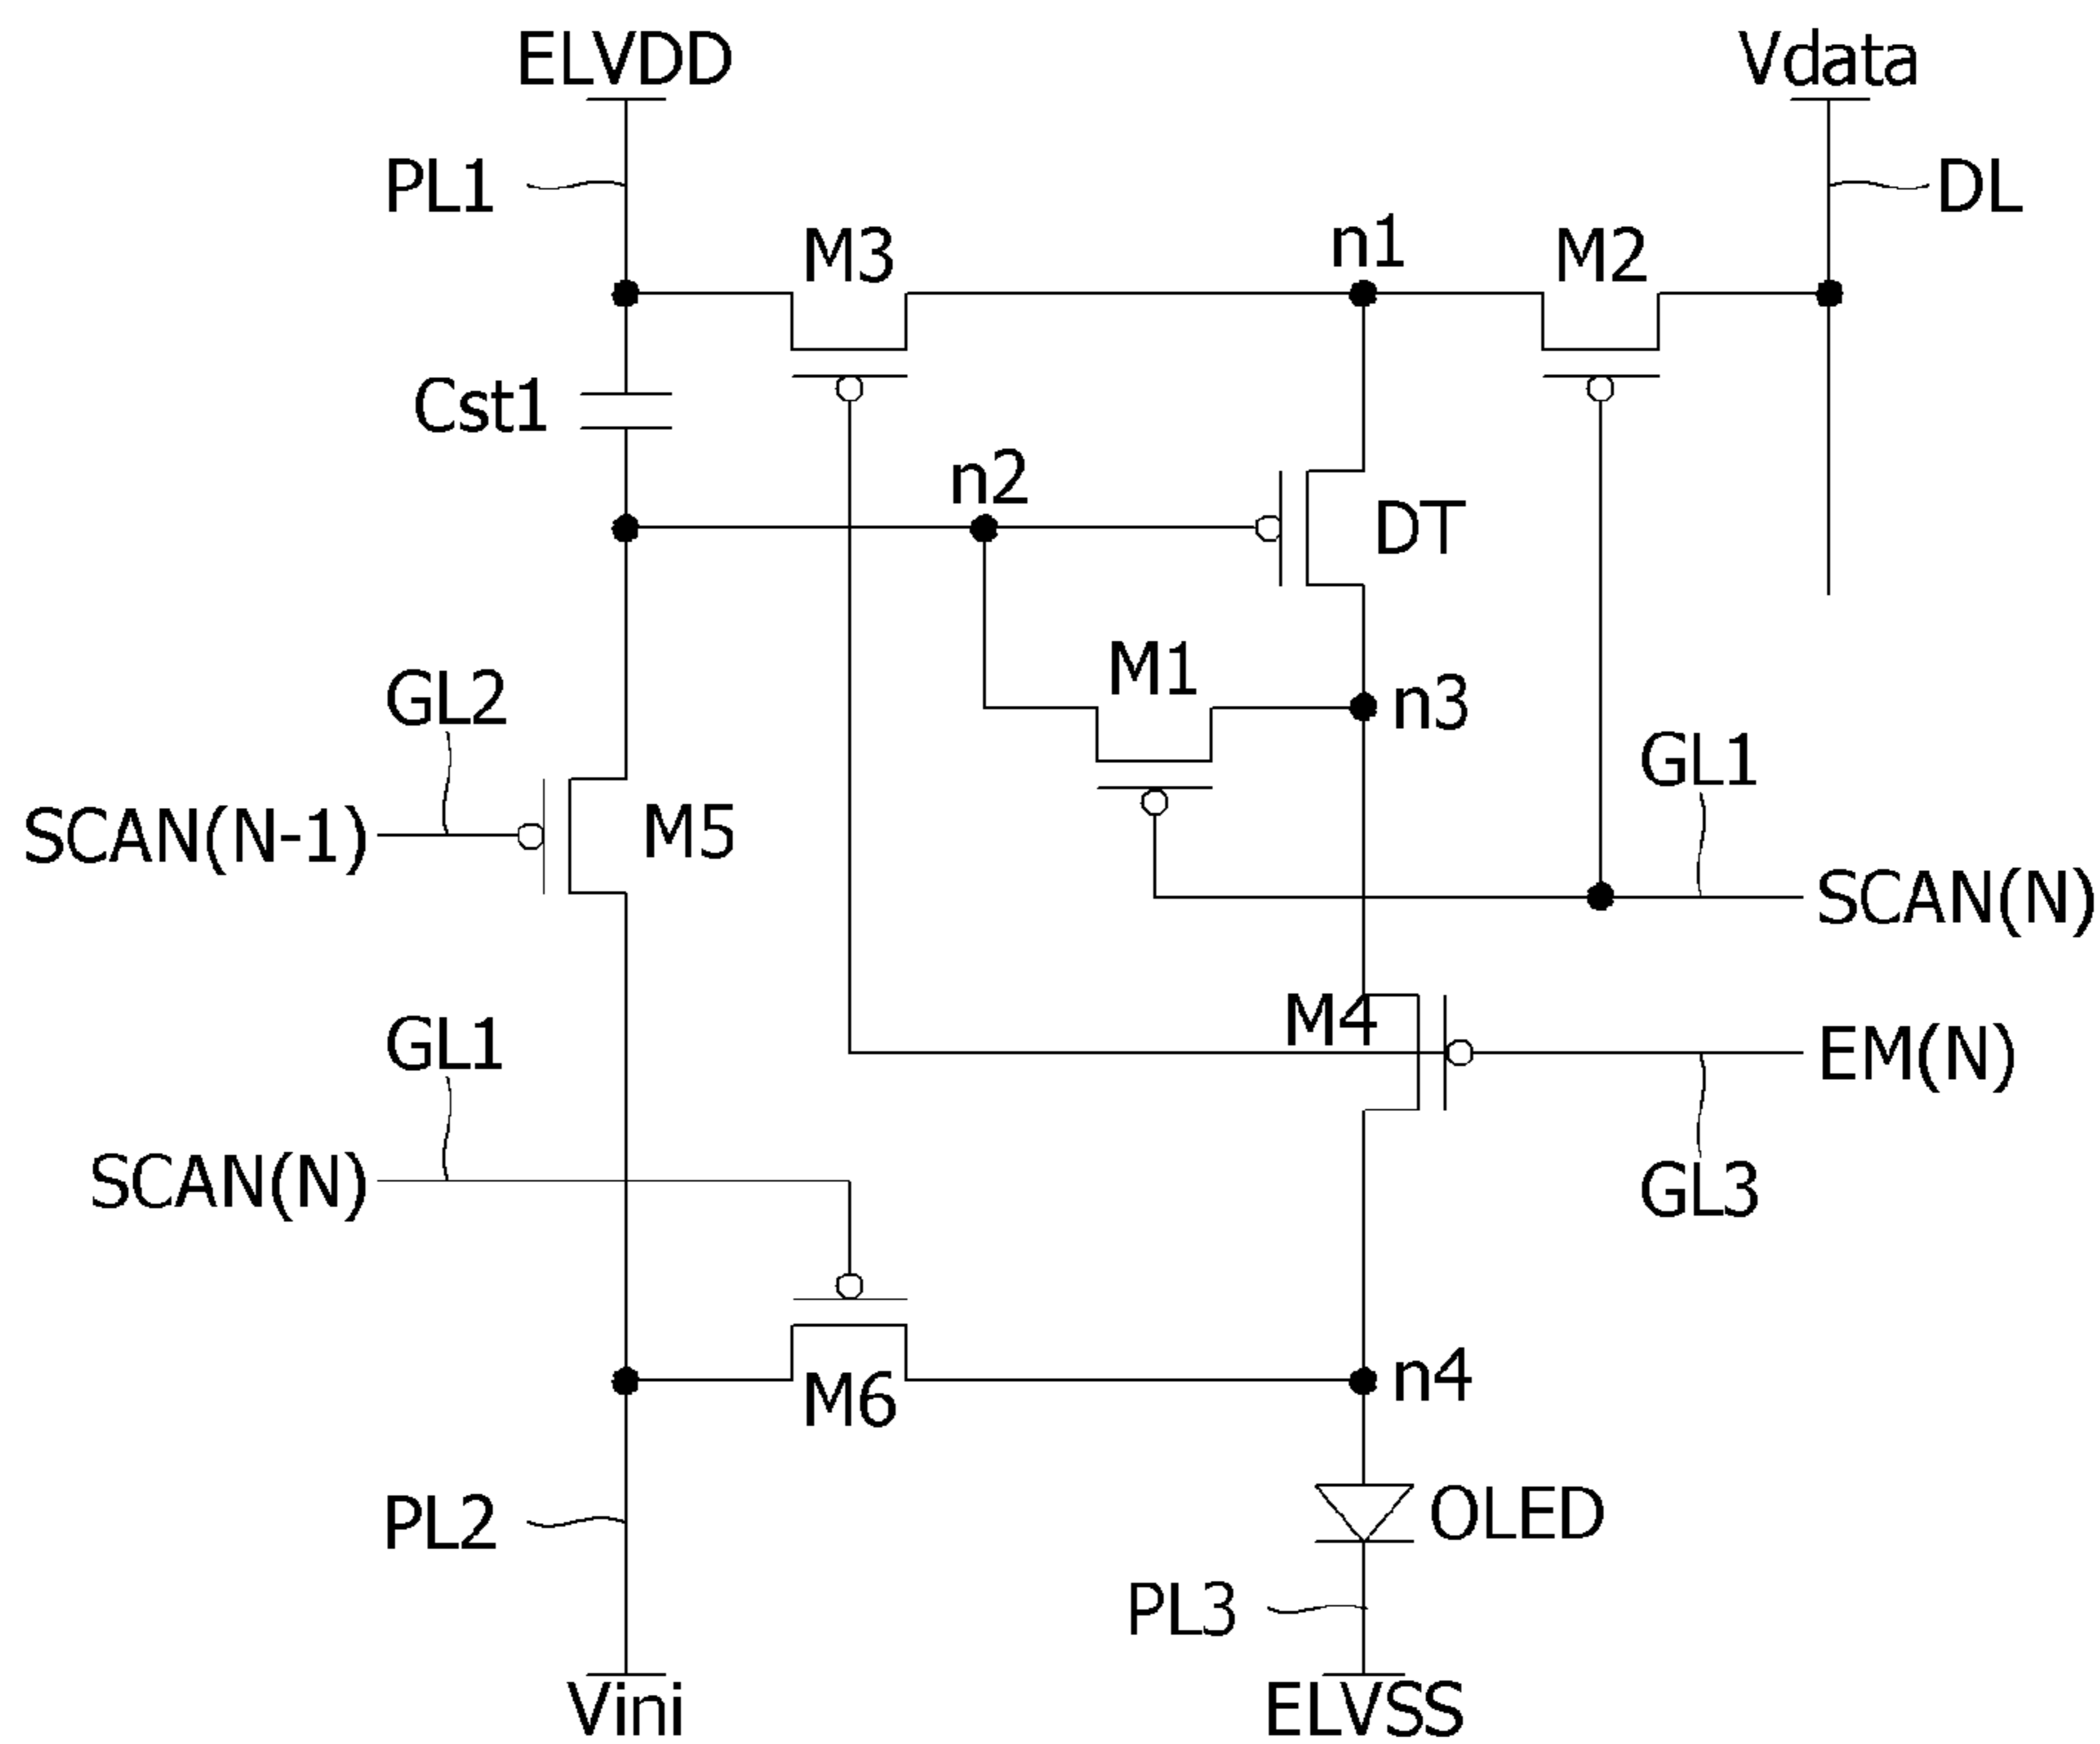 ELVDD
Vdata
PL1
DL
M3
n1
M2
Cst1
n2
DT
M1
n3
GL2
GL1
SCAN(N-1)
M5
SCAN(N)
M4
GL1
EM(N)
SCAN(N)
GL3
M6
n4
PL2
OLED
PL3
Vini
ELVSS